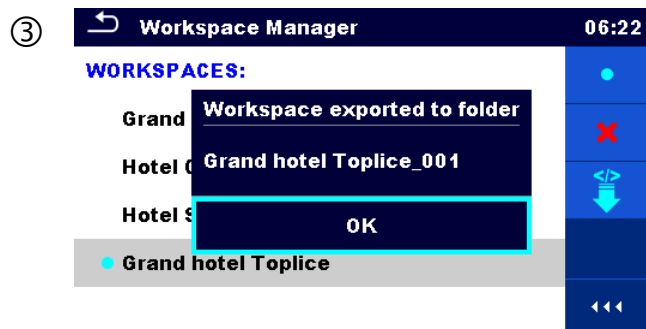 ③
Workspace Manager 06:22
WORKSPACES:
Grand
Workspace exported to folder
Hotel
Grand hotel Toplice_001
Hotel
OK
Grand hotel Toplice